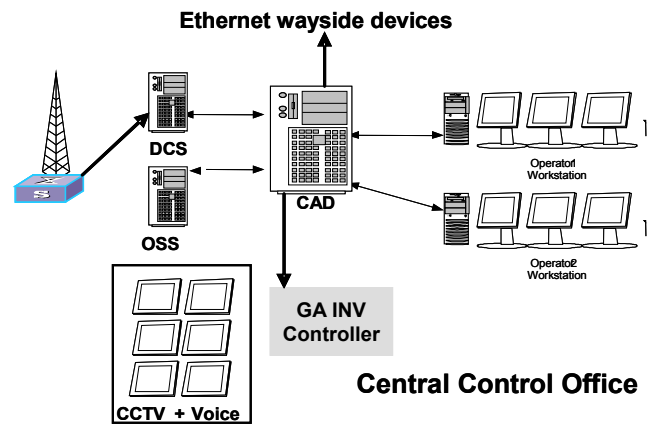 Ethernet wayside devices
DCS
OSS
CAD
Operator1
Workstation
Operator2
Workstation
X
S
GA INV
Controller
CCTV + Voice
Central Control Office